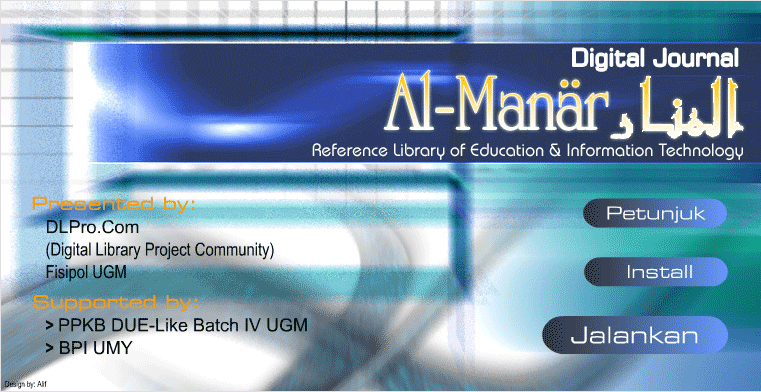 Digital Journal
Al-Manär المنار
Reference Library of Education & Information Technology
Presented by:
DLPro.Com
(Digital Library Project Community)
Fisipol UGM
Supported by:
> PPKB DUE-Like Batch IV UGM
> BPI UMY
Petunjuk
Install
Jalankan
Design by: Alif